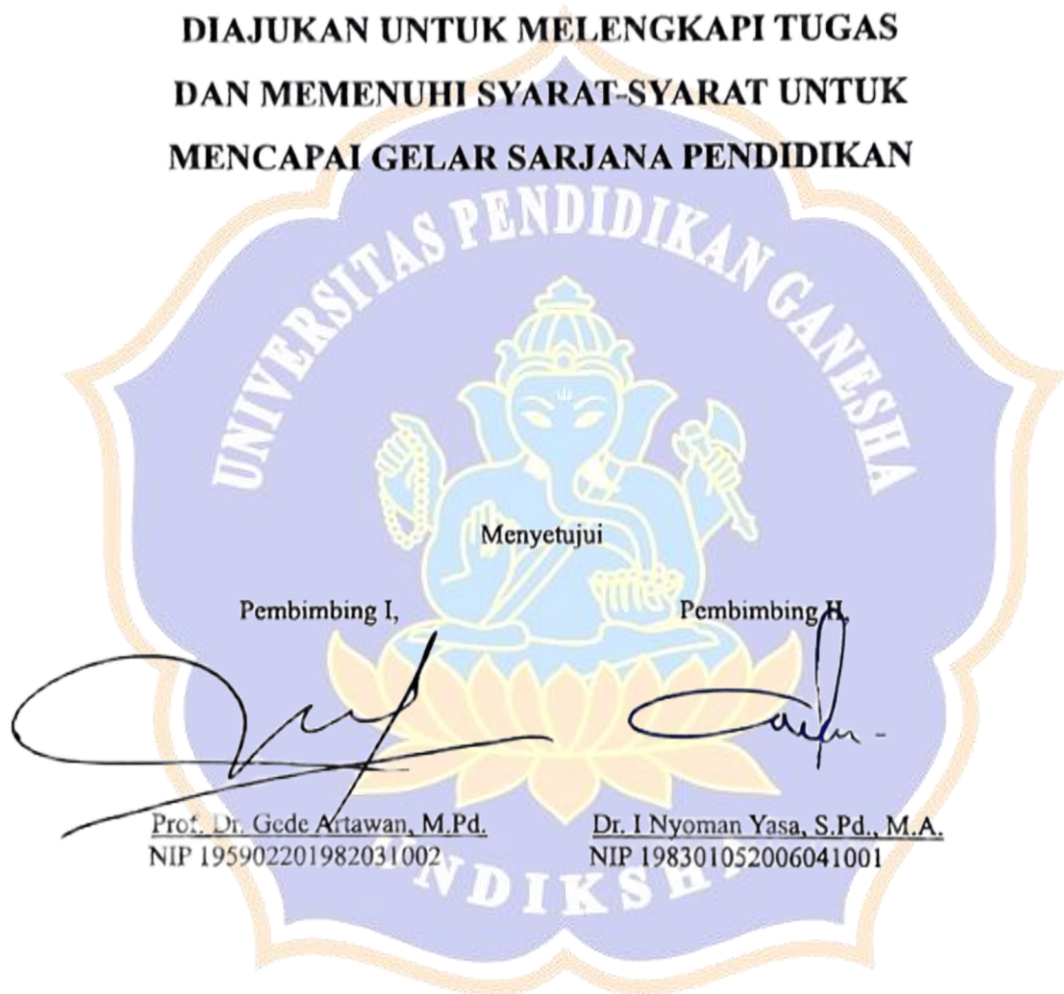 DIAJUKAN UNTUK MELENGKAPI TUGAS
DAN MEMENUHI SYARAT-SYARAT UNTUK
MENCAPAI GELAR SARJANA PENDIDIKAN
UNIVERSITAS PENDIDIKAN GANESHA
Menyetujui
Pembimbing I,
Pembimbing II,
Prof. Dr. Gede Artawan, M.Pd.
NIP 195902201982031002
Dr. I Nyoman Yasa, S.Pd., M.A.
NIP 198301052006041001
UNDIKSHA